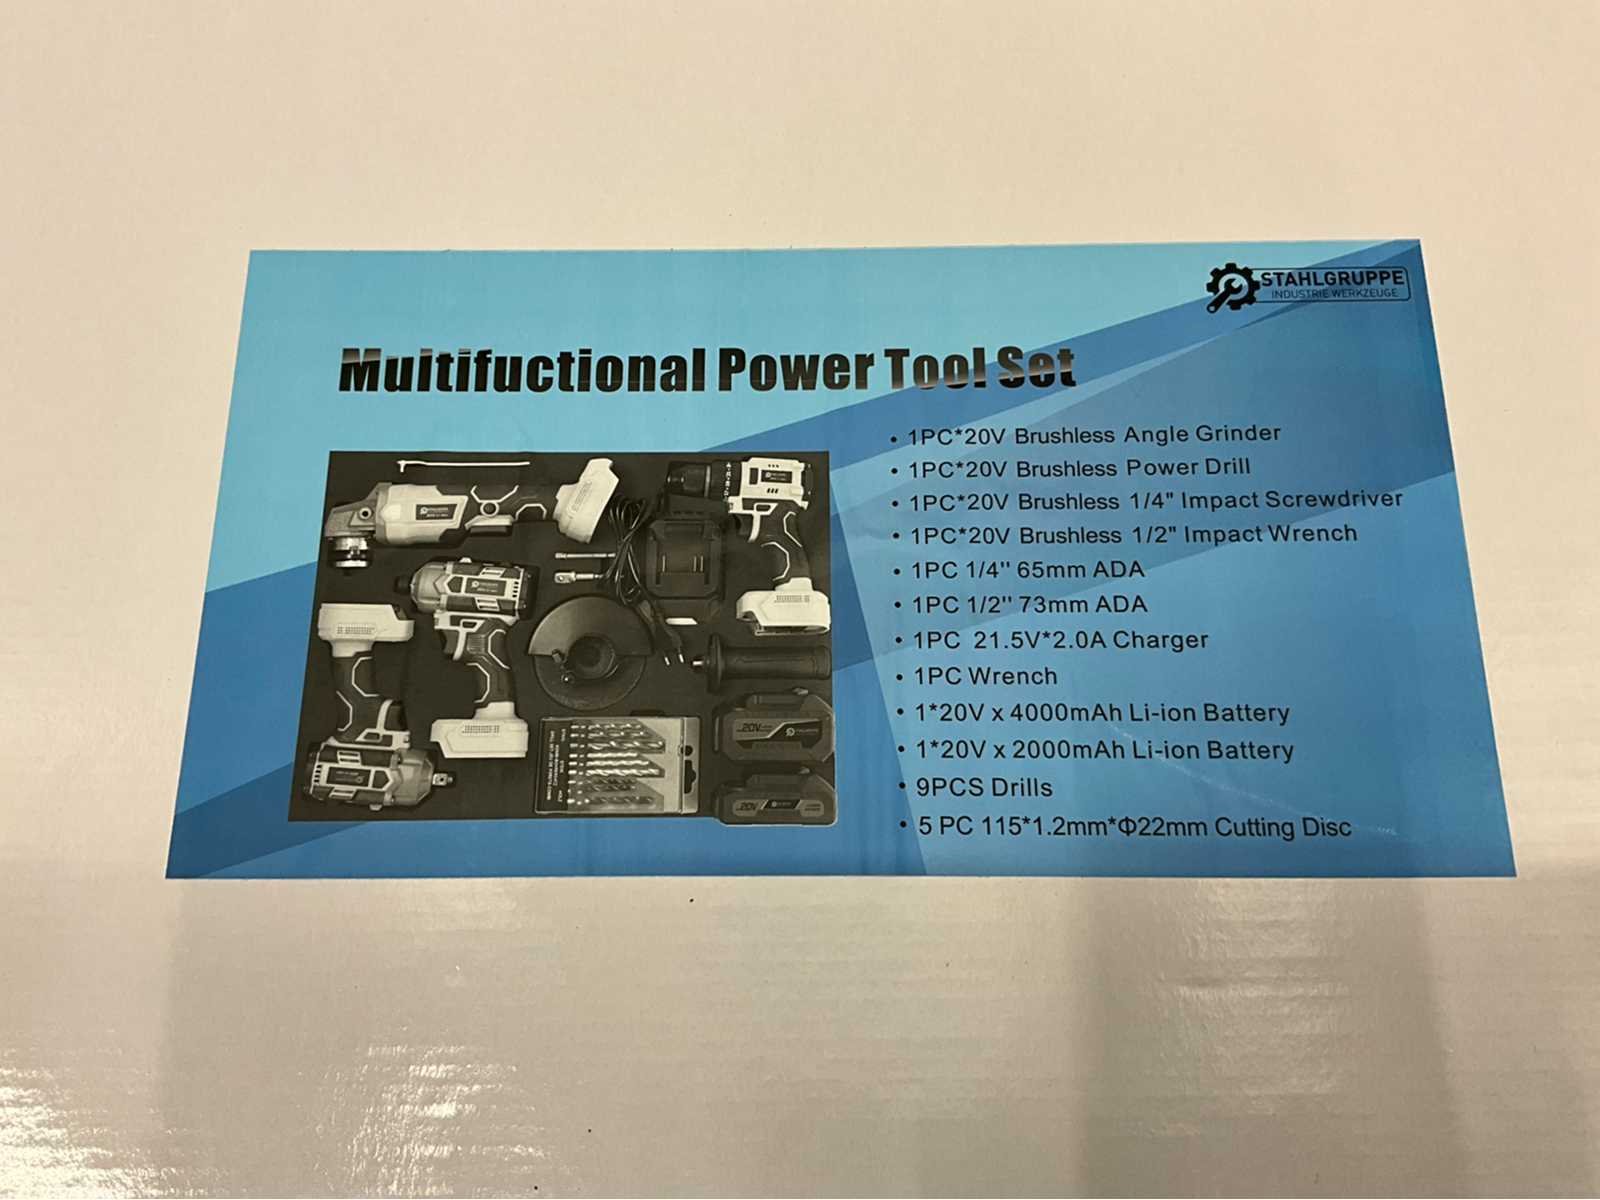 STAHLGRUPPE
INDUSTRIE WERKZEUGE
Multifuctional Power Tool Set
• 1PC*20V Brushless Angle Grinder
• 1PC*20V Brushless Power Drill
• 1PC*20V Brushless 1/4" Impact Screwdriver
• 1PC*20V Brushless 1/2" Impact Wrench
• 1PC 1/4'' 65mm ADA
• 1PC 1/2'' 73mm ADA
• 1PC 21.5V*2.0A Charger
• 1PC Wrench
• 1*20V x 4000mAh Li-ion Battery
• 1*20V x 2000mAh Li-ion Battery
• 9PCS Drills
• 5 PC 115*1.2mm*Φ22mm Cutting Disc
20V
20V